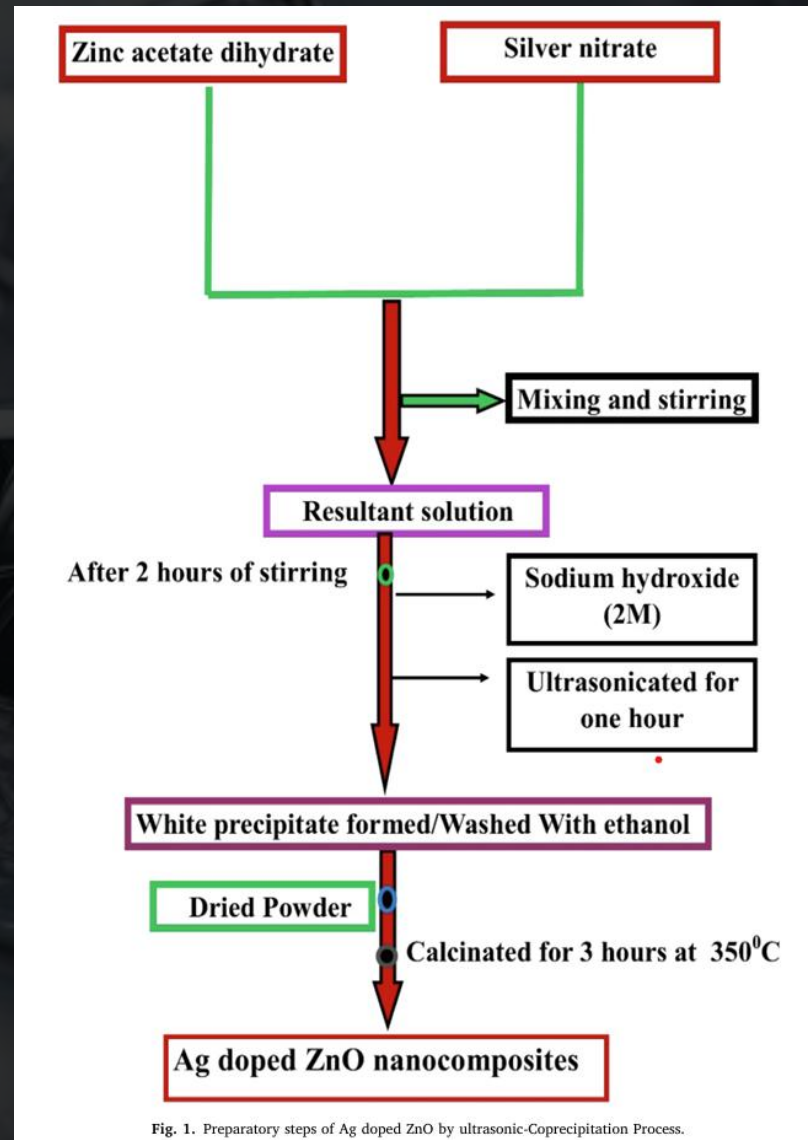 Zinc acetate dihydrate
Silver nitrate
Mixing and stirring
Resultant solution
After 2 hours of stirring
Sodium hydroxide
(2M)
Ultrasonicated for
one hour
White precipitate formed/Washed With ethanol
Dried Powder
Calcinated for 3 hours at 350⁰C
Ag doped ZnO nanocomposites
Fig. 1. Preparatory steps of Ag doped ZnO by ultrasonic-Coprecipitation Process.